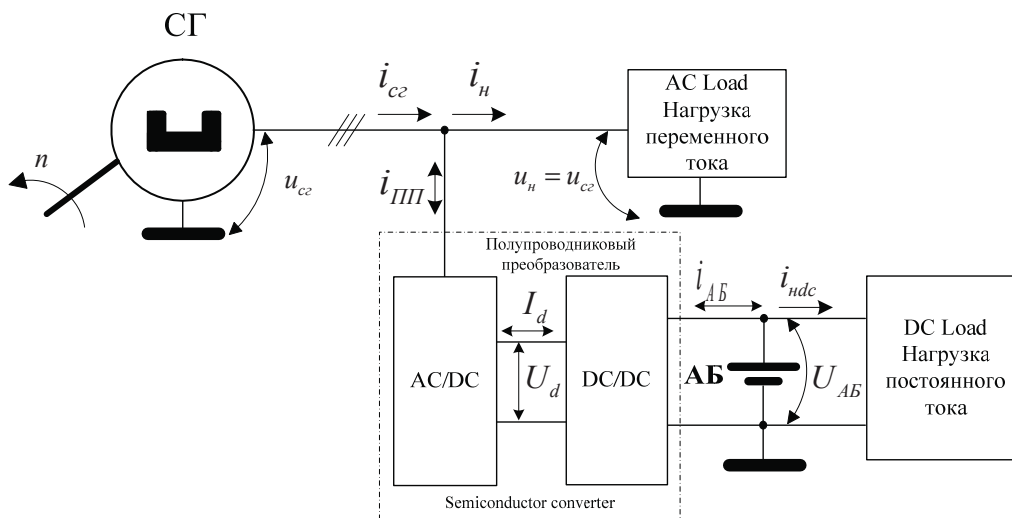 СГ
i_сг
i_н
AC Load
Нагрузка
переменного
тока
n
u_сг
i_ПП
u_н = u_сг
Полупроводниковый
преобразователь
i_АБ
i_ндс
AC/DC
I_d
U_d
DC/DC
АБ
U_АБ
DC Load
Нагрузка
постоянного
тока
Semiconductor converter